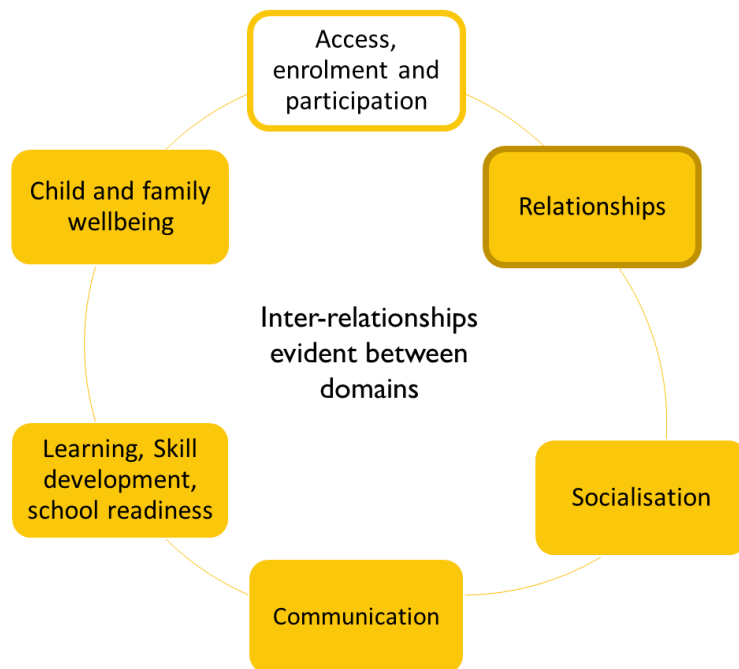 Access,
enrolment and
participation
Relationships
Child and family
wellbeing
Inter-relationships
evident between
domains
Learning, Skill
development,
school readiness
Socialisation
Communication